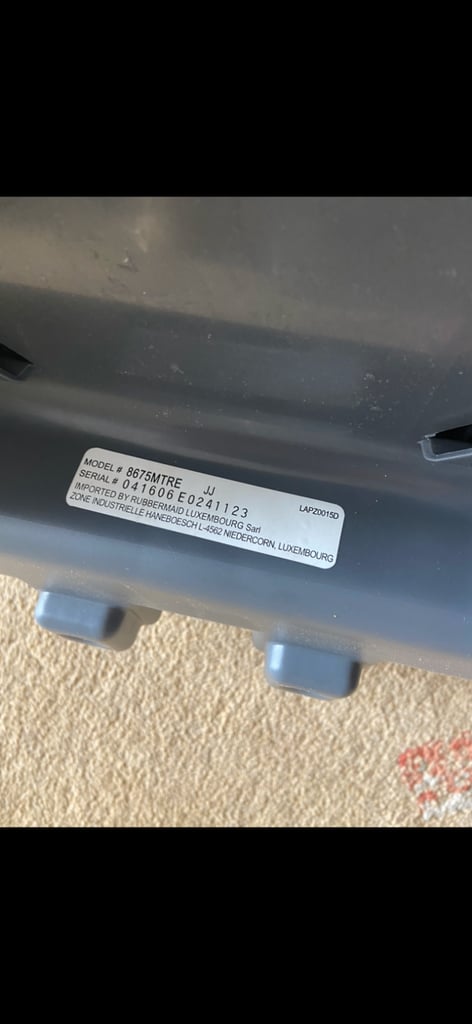 MODEL # 8675MTRE JJ
SERIAL # 041606 E0241123 LAPZ0015D
IMPORTED BY RUBBERMAID LUXEMBOURG Sarl
ZONE INDUSTRIELLE HANEBOESCH L-4562 NIEDERCORN, LUXEMBOURG